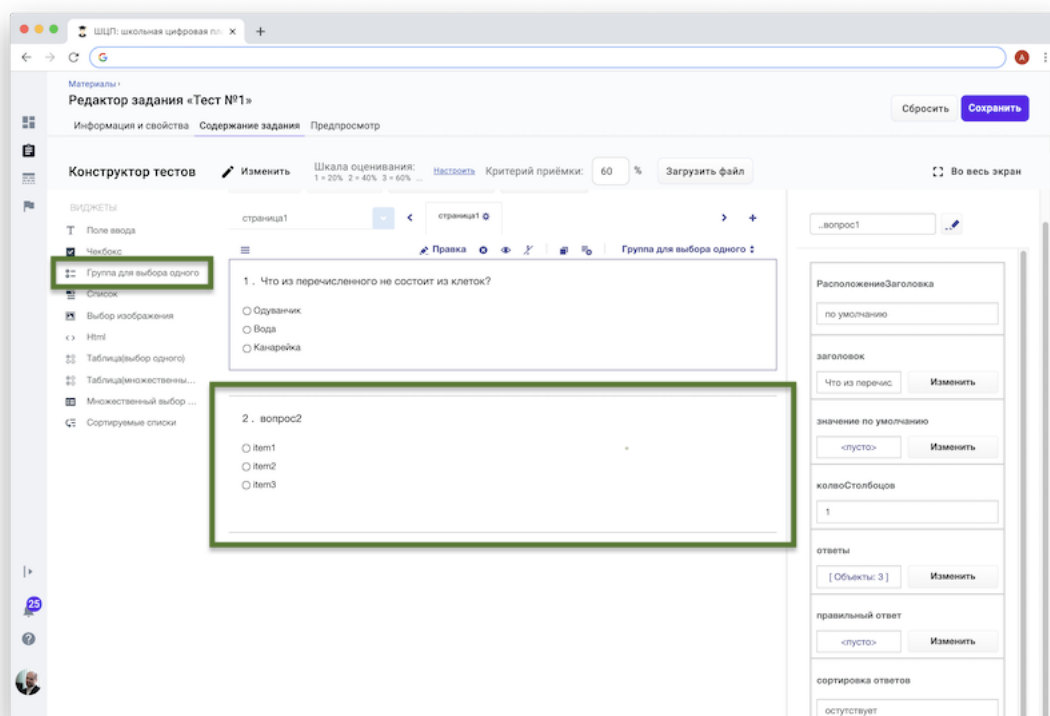 ШЦП: школьная цифровая пл
A
Материалы ›
Редактор задания «Тест №1»
Сбросить Сохранить
Информация и свойства Содержание задания Предпросмотр
Конструктор тестов Изменить Шкала оценивания: Настроить Критерий приёмки: 60 % Загрузить файл Во весь экран
1 = 20% 2 = 40% 3 = 60% ...
ВИДЖЕТЫ
страница1 страница1
..вопрос1
Поле ввода
Чекбокс
Правка Группа для выбора одного
Группа для выбора одного
Список
Выбор изображения
Html
Таблица(выбор одного)
Таблица(множественны...
Множественный выбор ...
Сортируемые списки
1 . Что из перечисленного не состоит из клеток?
Одуванчик
Вода
Канарейка
2 . вопрос2
item1
item2
item3
РасположениеЗаголовка
по умолчанию
заголовок
Что из перечис. Изменить
значение по умолчанию
<пусто> Изменить
колвоСтолбоцов
1
ответы
[ Объекты: 3 ] Изменить
правильный ответ
<пусто> Изменить
сортировка ответов
остутствует
25